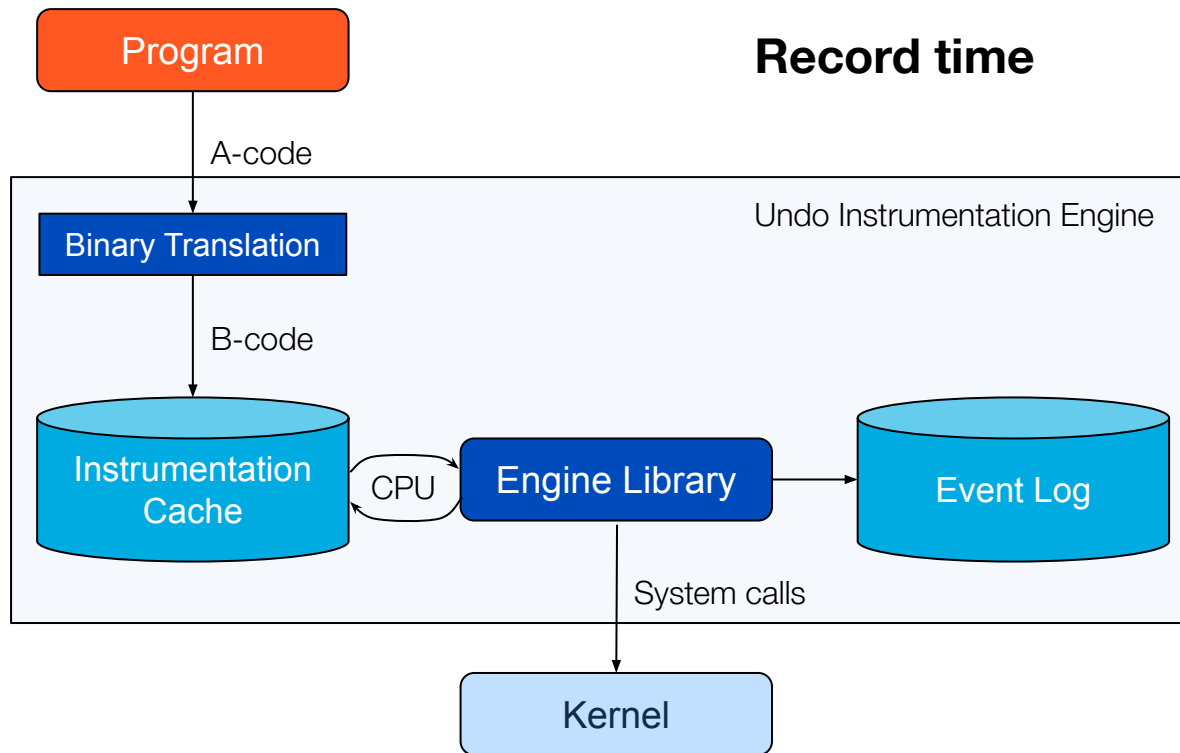 Program
Record time
A-code
Undo Instrumentation Engine
Binary Translation
B-code
Instrumentation
Cache
CPU
Engine Library
Event Log
System calls
Kernel